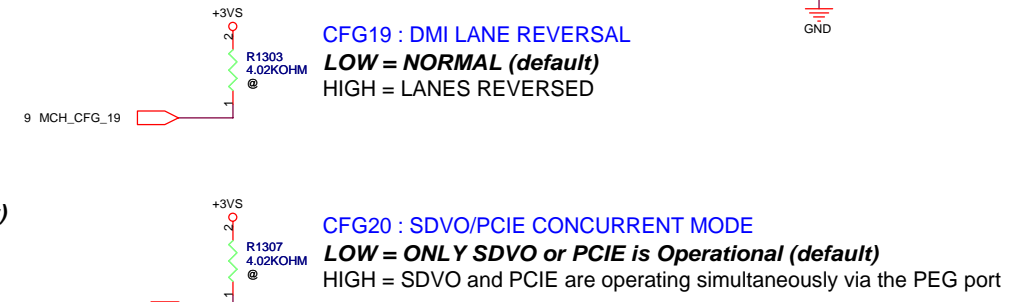 +3VS
2
R1303
4.02KOHM
@
1
9 MCH_CFG_19
CFG19 : DMI LANE REVERSAL
LOW = NORMAL (default)
HIGH = LANES REVERSED
GND
)
+3VS
2
R1307
4.02KOHM
@
1
CFG20 : SDVO/PCIE CONCURRENT MODE
LOW = ONLY SDVO or PCIE is Operational (default)
HIGH = SDVO and PCIE are operating simultaneously via the PEG port